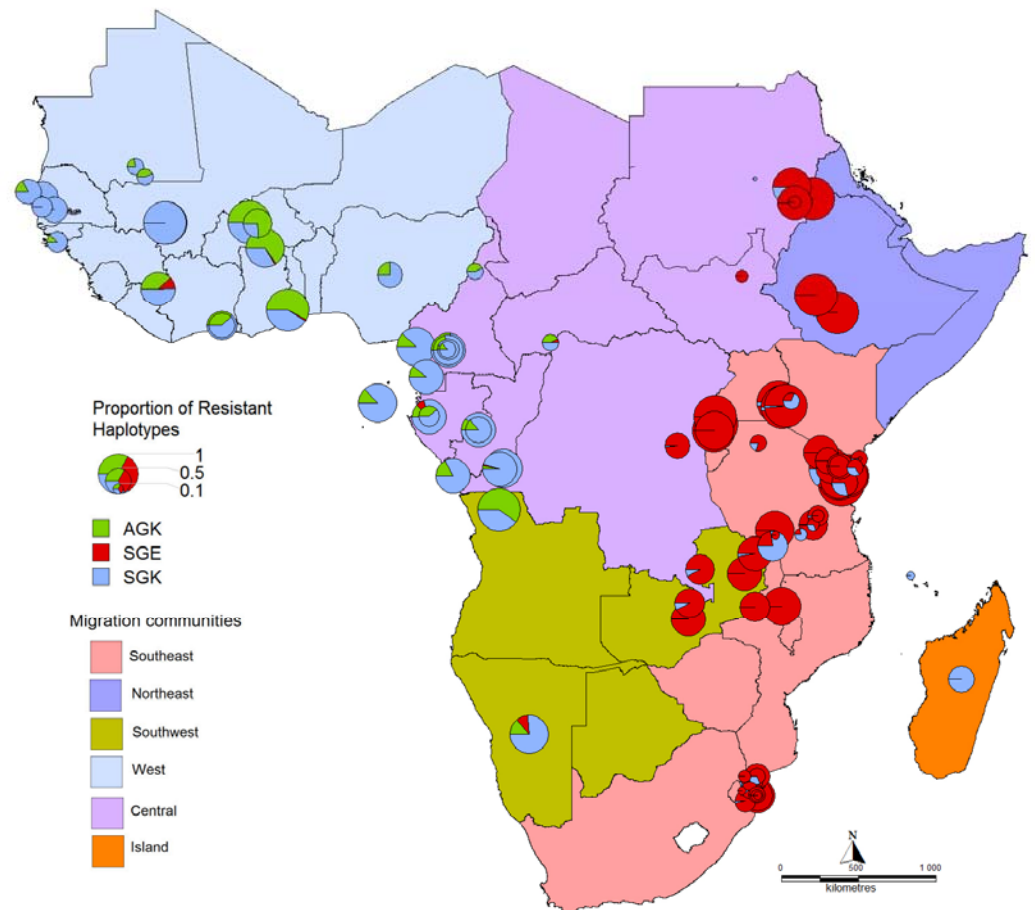 Proportion of Resistant
Haplotypes
1
0.5
0.1
AGK
SGE
SGK
Migration communities
Southeast
Northeast
Southwest
West
Central
Island
N
0 500 1 000
kilometres